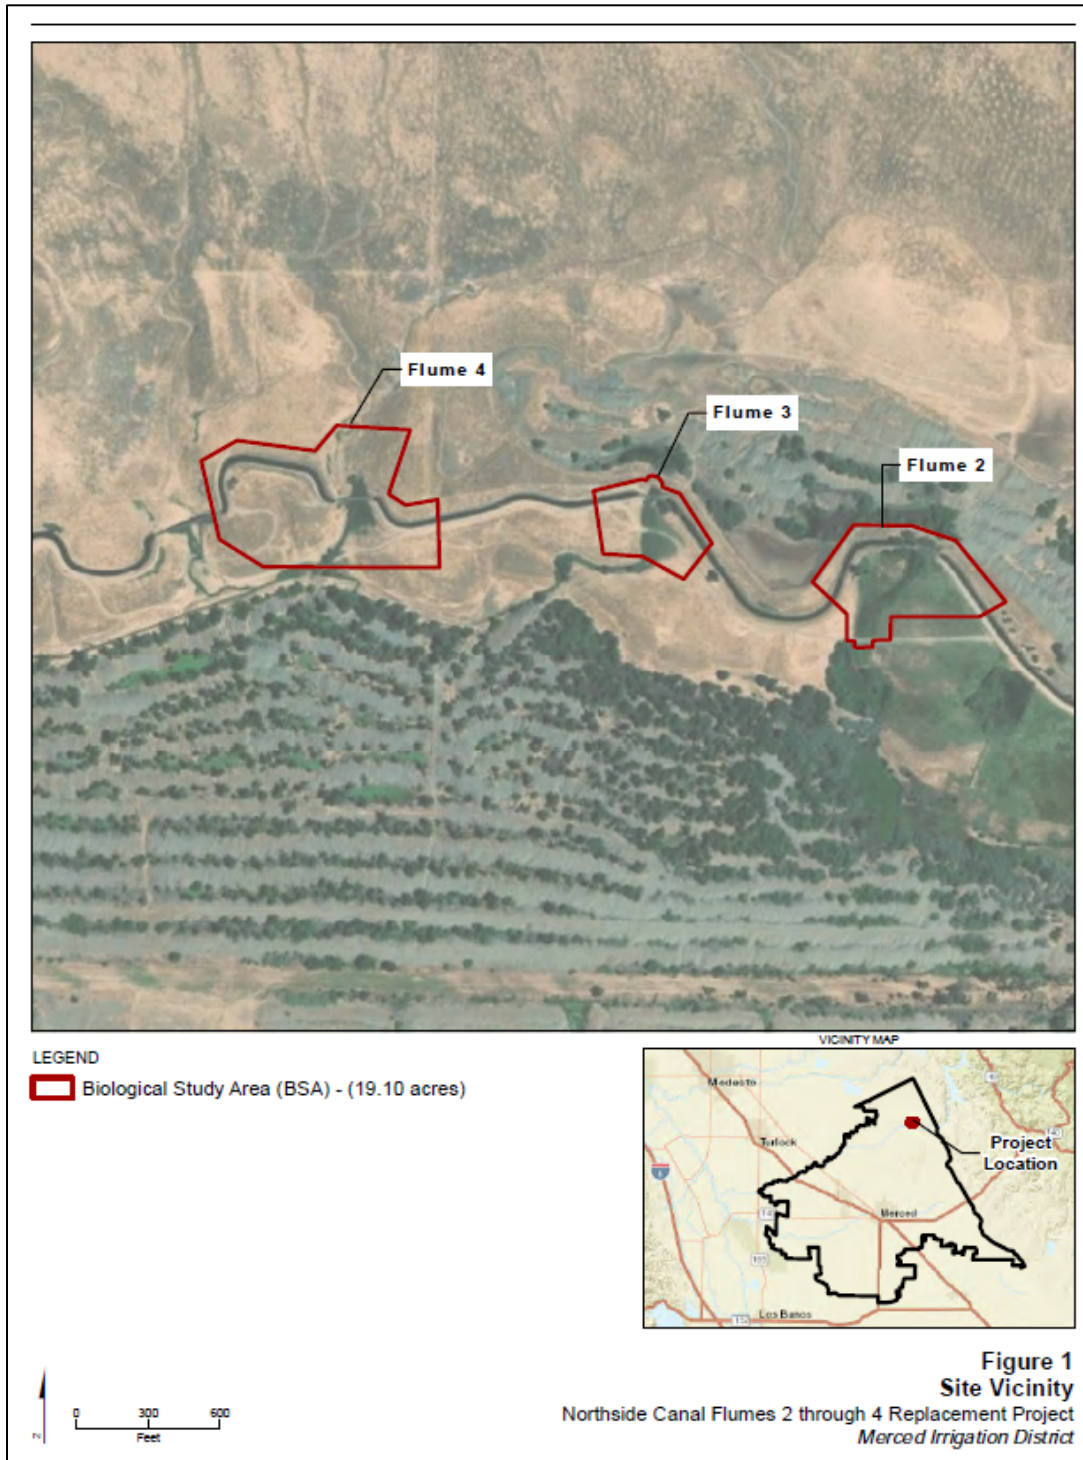 Flume 4
Flume 3
Flume 2
LEGEND
Biological Study Area (BSA) - (19.10 acres)
VICINITY MAP
Modesto
Turlock
Merced
Los Banos
140
152
Project
Location
N
0 300 600
Feet
Figure 1
Site Vicinity
Northside Canal Flumes 2 through 4 Replacement Project
Merced Irrigation District